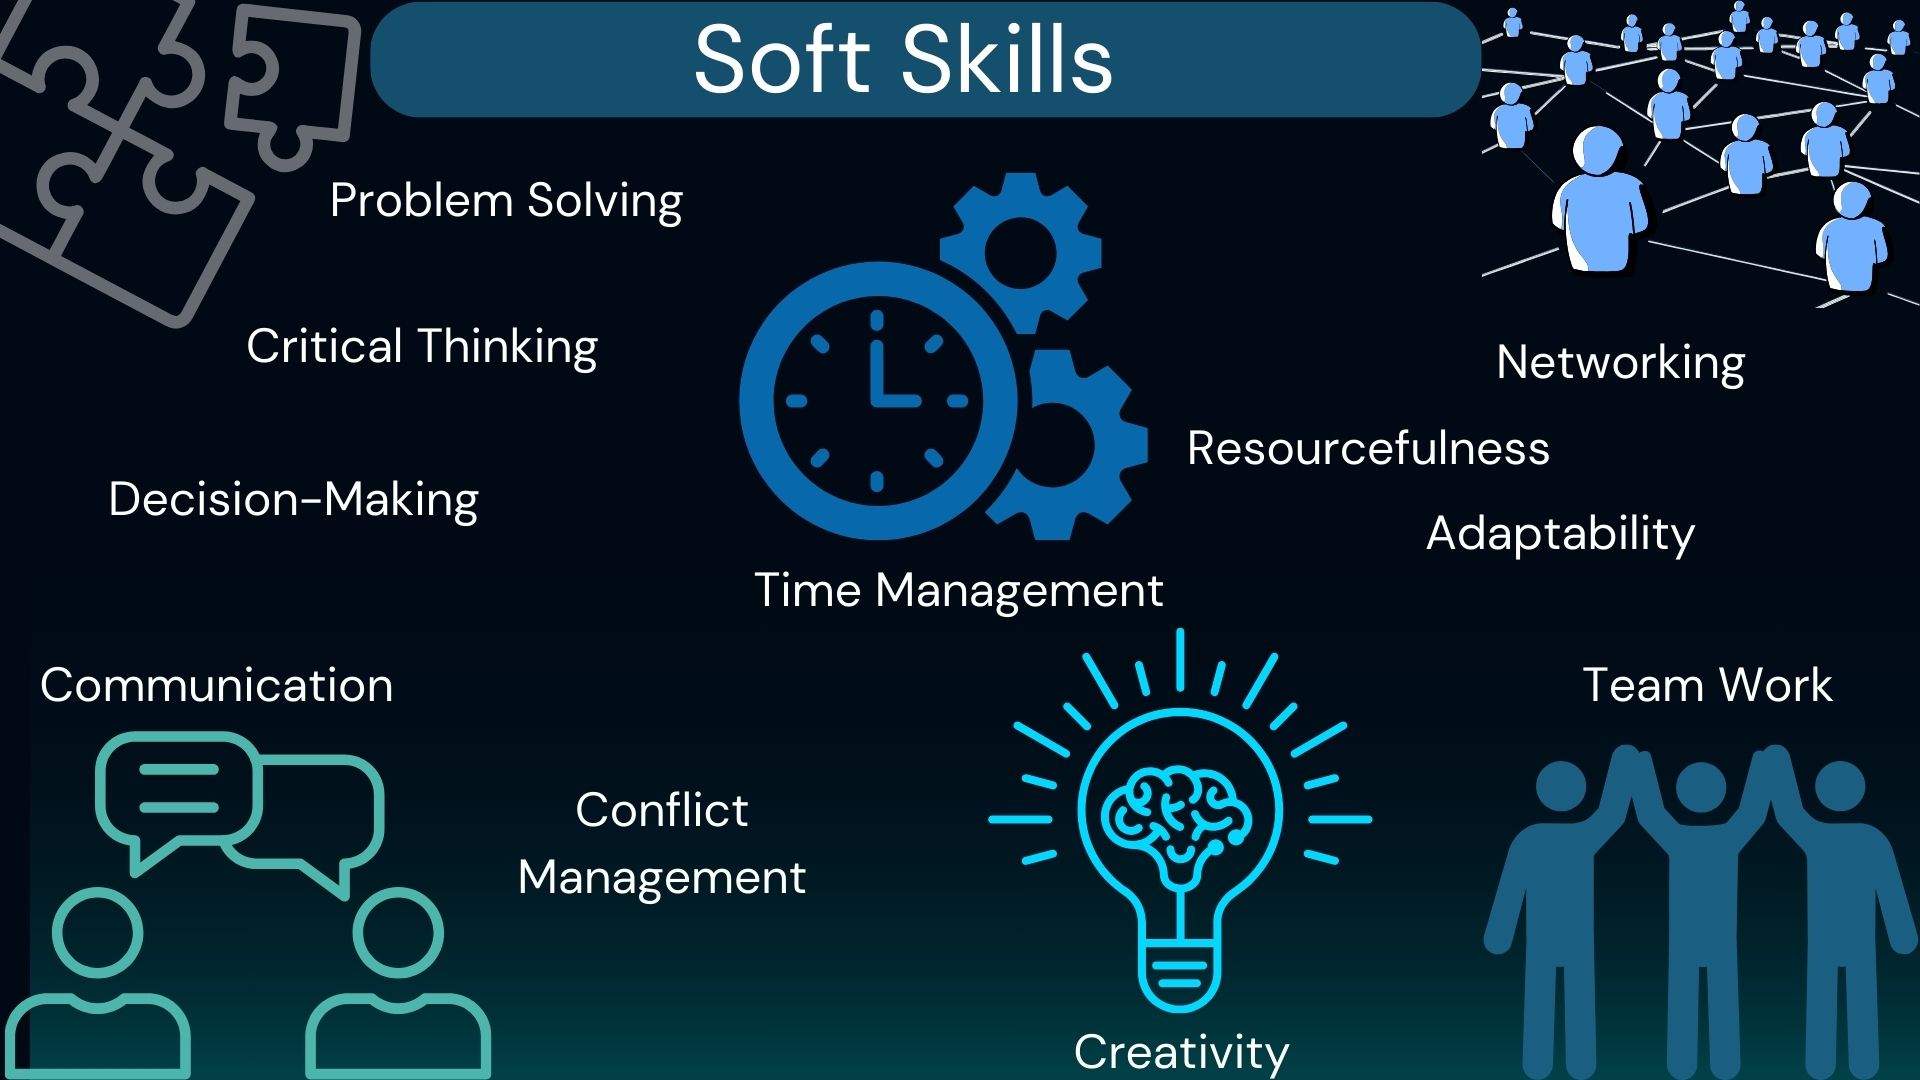 Soft Skills
Problem Solving
Critical Thinking
Decision-Making
Time Management
Networking
Resourcefulness
Adaptability
Communication
Conflict
Management
Creativity
Team Work